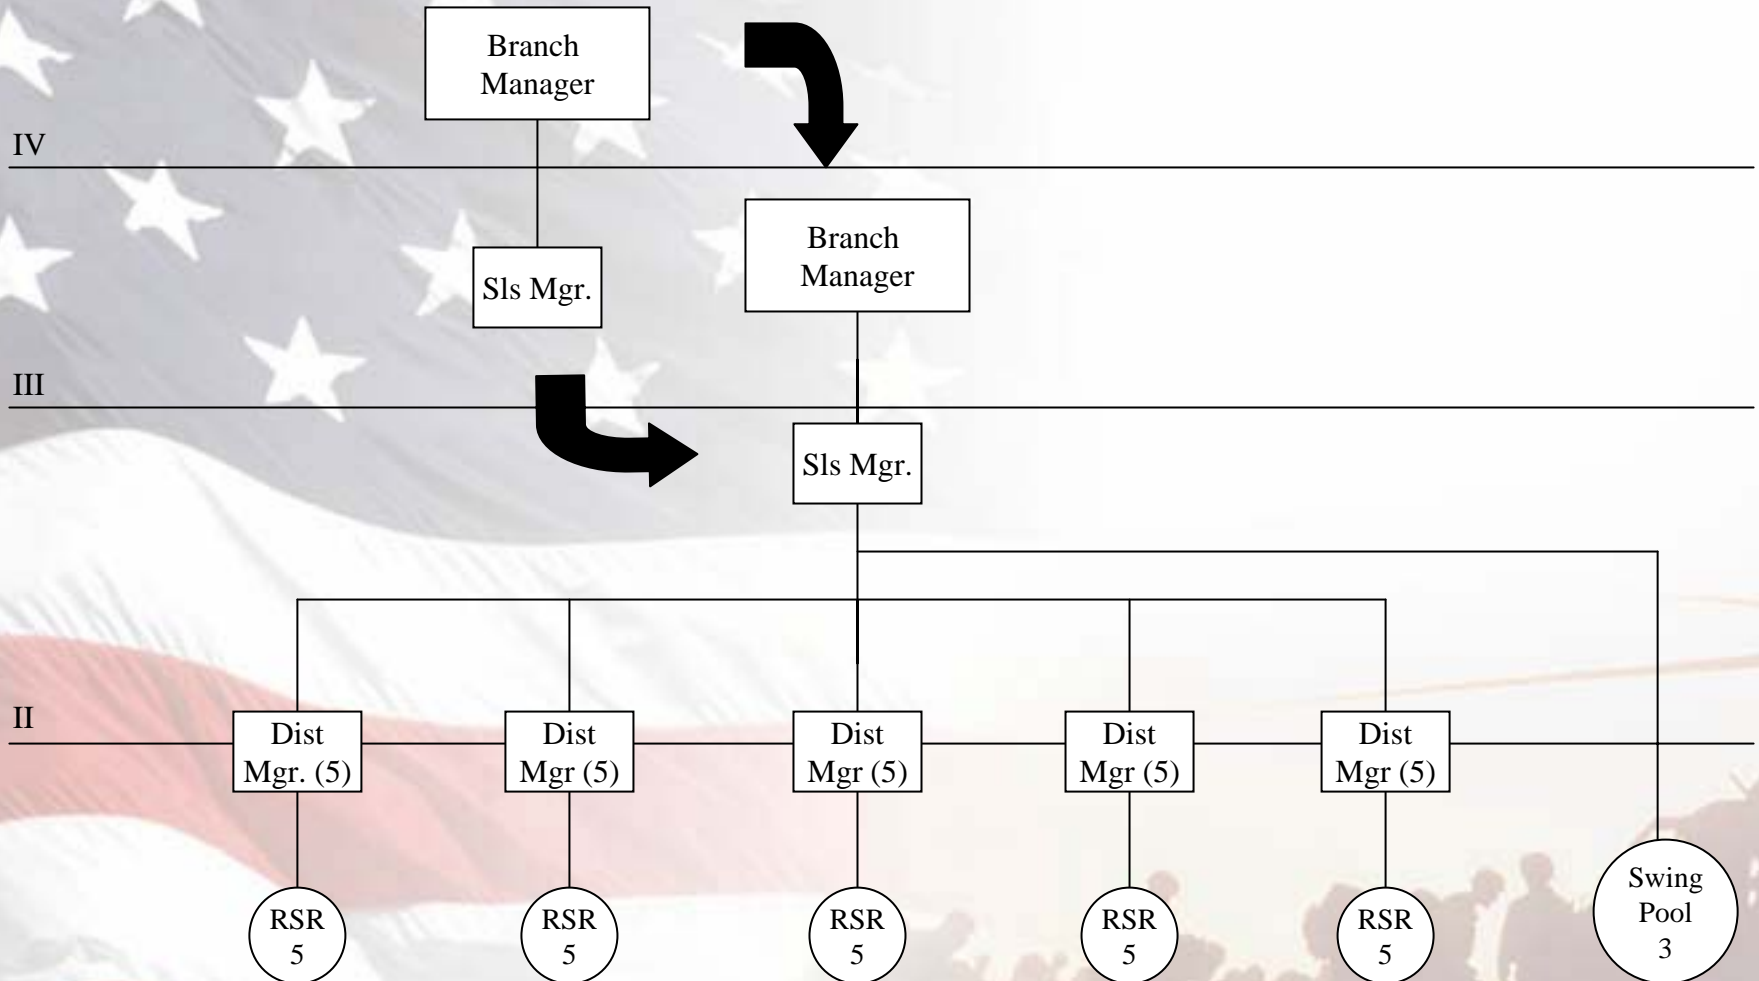 Branch
Manager
IV
Branch
Manager
Sls Mgr.
III
Sls Mgr.
II
Dist
Mgr. (5)
Dist
Mgr (5)
Dist
Mgr (5)
Dist
Mgr (5)
Dist
Mgr (5)
RSR
5
RSR
5
RSR
5
RSR
5
RSR
5
Swing
Pool
3